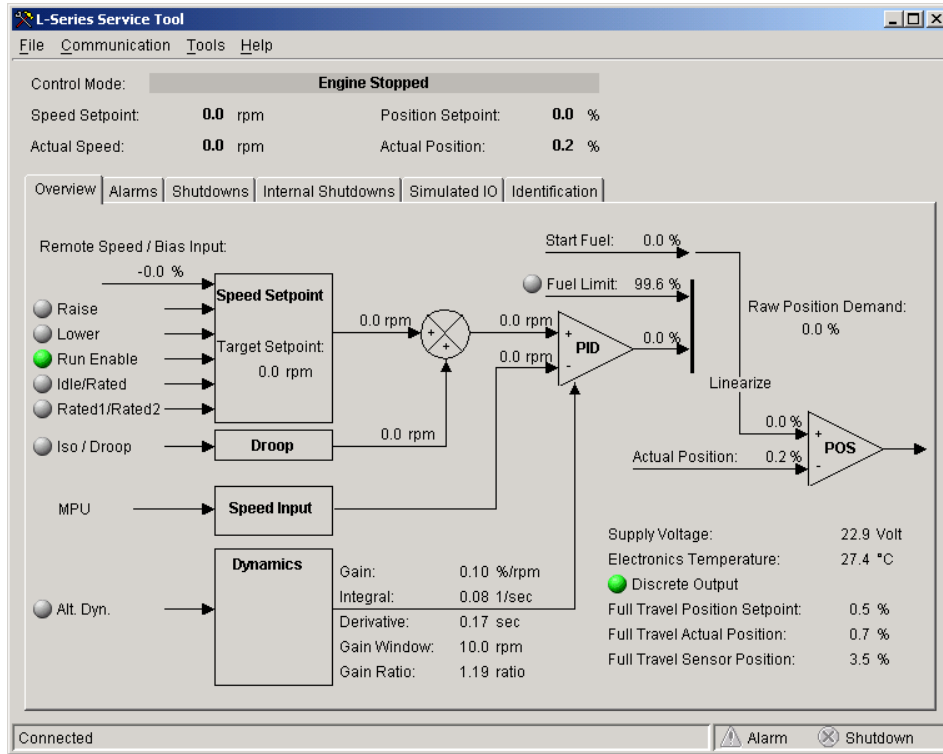 L-Series Service Tool
File Communication Tools Help
Control Mode: Engine Stopped
Speed Setpoint: 0.0 rpm Position Setpoint: 0.0 %
Actual Speed: 0.0 rpm Actual Position: 0.2 %
Overview Alarms Shutdowns Internal Shutdowns Simulated IO Identification
Remote Speed / Bias Input:
-0.0 %
Raise
Lower
Run Enable
Idle/Rated
Rated1/Rated2
Speed Setpoint
Target Setpoint:
0.0 rpm
0.0 rpm
+
+
Iso / Droop
Droop
0.0 rpm
MPU
Speed Input
Alt. Dyn.
Dynamics
Gain: 0.10 %/rpm
Integral: 0.08 1/sec
Derivative: 0.17 sec
Gain Window: 10.0 rpm
Gain Ratio: 1.19 ratio
Start Fuel: 0.0 %
Fuel Limit: 99.6 %
0.0 rpm
0.0 rpm
+
PID
-
0.0 %
Raw Position Demand:
0.0 %
Linearize
0.0 %
Actual Position: 0.2 %
+
POS
-
Supply Voltage: 22.9 Volt
Electronics Temperature: 27.4 °C
Discrete Output
Full Travel Position Setpoint: 0.5 %
Full Travel Actual Position: 0.7 %
Full Travel Sensor Position: 3.5 %
Connected Alarm Shutdown